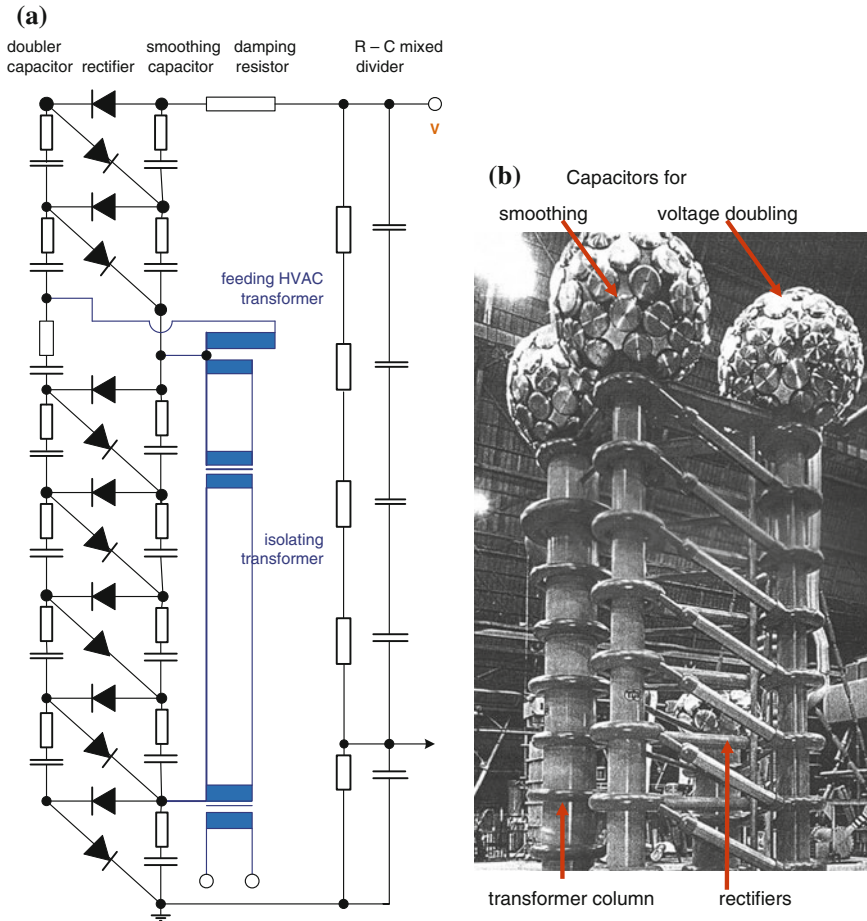 (a)
doubler
capacitor
rectifier
smoothing
capacitor
damping
resistor
R – C mixed
divider
V
feeding HVAC
transformer
isolating
transformer
(b)
Capacitors for
smoothing
voltage doubling
transformer column
rectifiers